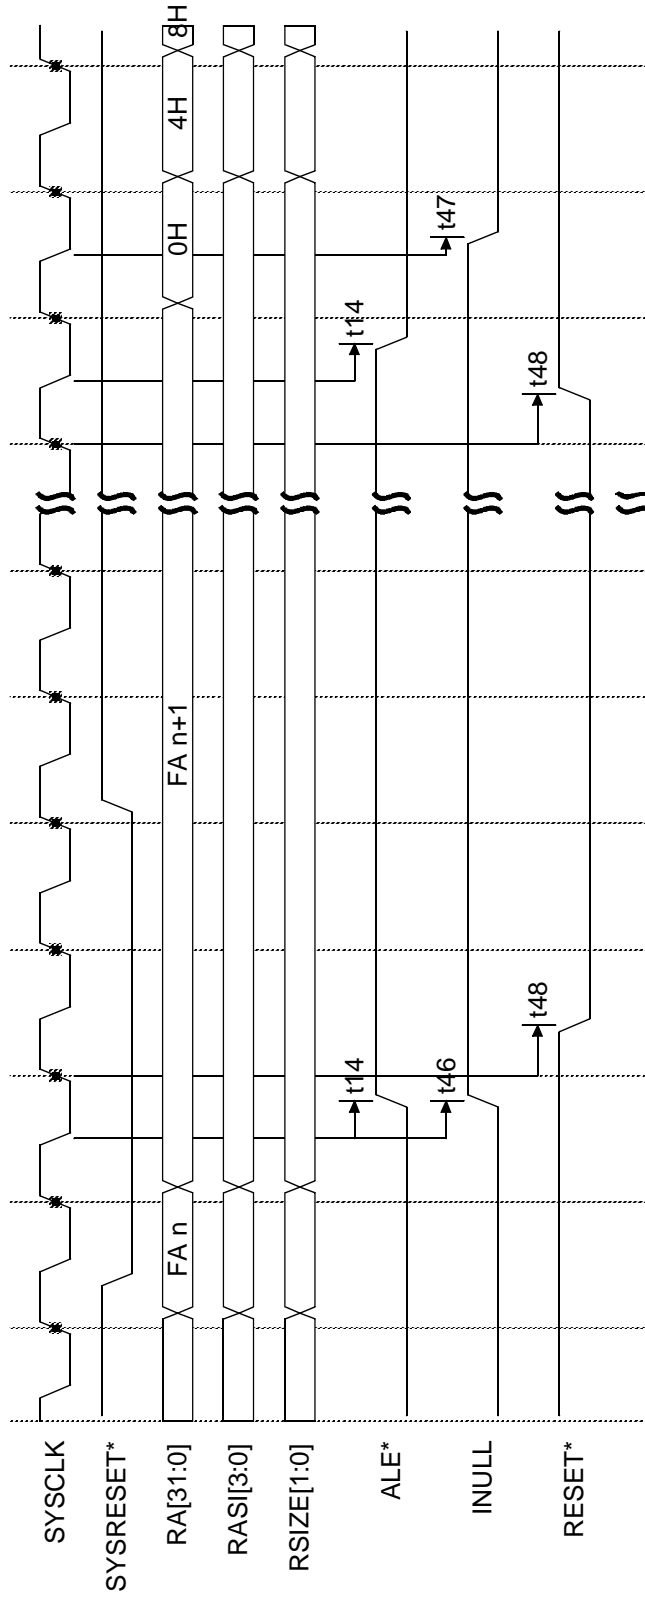 SYSCLK
SYSRESET*
RA[31:0]
FA n
FA n+1
0H
4H
8H
RASI[3:0]
RSIZE[1:0]
t14
t14
ALE*
t46
t47
INULL
t48
t48
RESET*